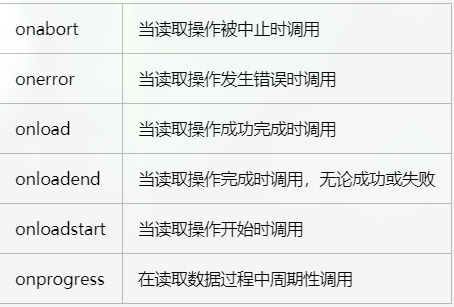 onabort 当读取操作被中止时调用
onerror 当读取操作发生错误时调用
onload 当读取操作成功完成时调用
onloadend 当读取操作完成时调用，无论成功或失败
onloadstart 当读取操作开始时调用
onprogress 在读取数据过程中周期性调用